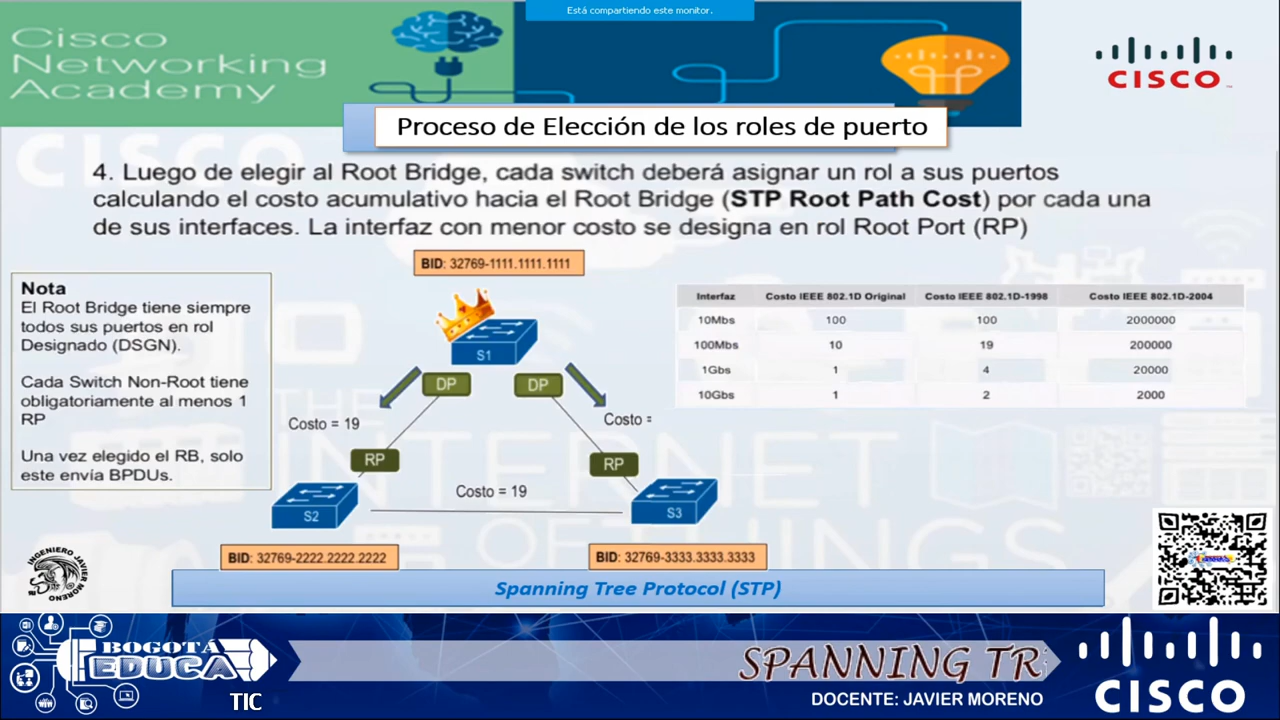 Está compartiendo este monitor.
Cisco
Networking
Academy
CISCO
Proceso de Elección de los roles de puerto
4. Luego de elegir al Root Bridge, cada switch deberá asignar un rol a sus puertos
calculando el costo acumulativo hacia el Root Bridge (STP Root Path Cost) por cada una
de sus interfaces. La interfaz con menor costo se designa en rol Root Port (RP)
BID: 32769-1111.1111.1111
Nota
El Root Bridge tiene siempre
todos sus puertos en rol
Designado (DSGN).
Cada Switch Non-Root tiene
obligatoriamente al menos 1
RP
Una vez elegido el RB, solo
este envía BPDUs.
S1
DP DP
Costo = 19
Costo =
RP RP
Costo = 19
S2 S3
BID: 32769-2222.2222.2222
BID: 32769-3333.3333.3333
Interfaz Costo IEEE 802.1D Original Costo IEEE 802.1D-1998 Costo IEEE 802.1D-2004
10Mbs 100 100 2000000
100Mbs 10 19 200000
1Gbs 1 4 20000
10Gbs 1 2 2000
INGENIERO JAVIER MORENO
Spanning Tree Protocol (STP)
BOGOTÁ
EDUCA
TIC
SPANNING TR
DOCENTE: JAVIER MORENO
CISCO